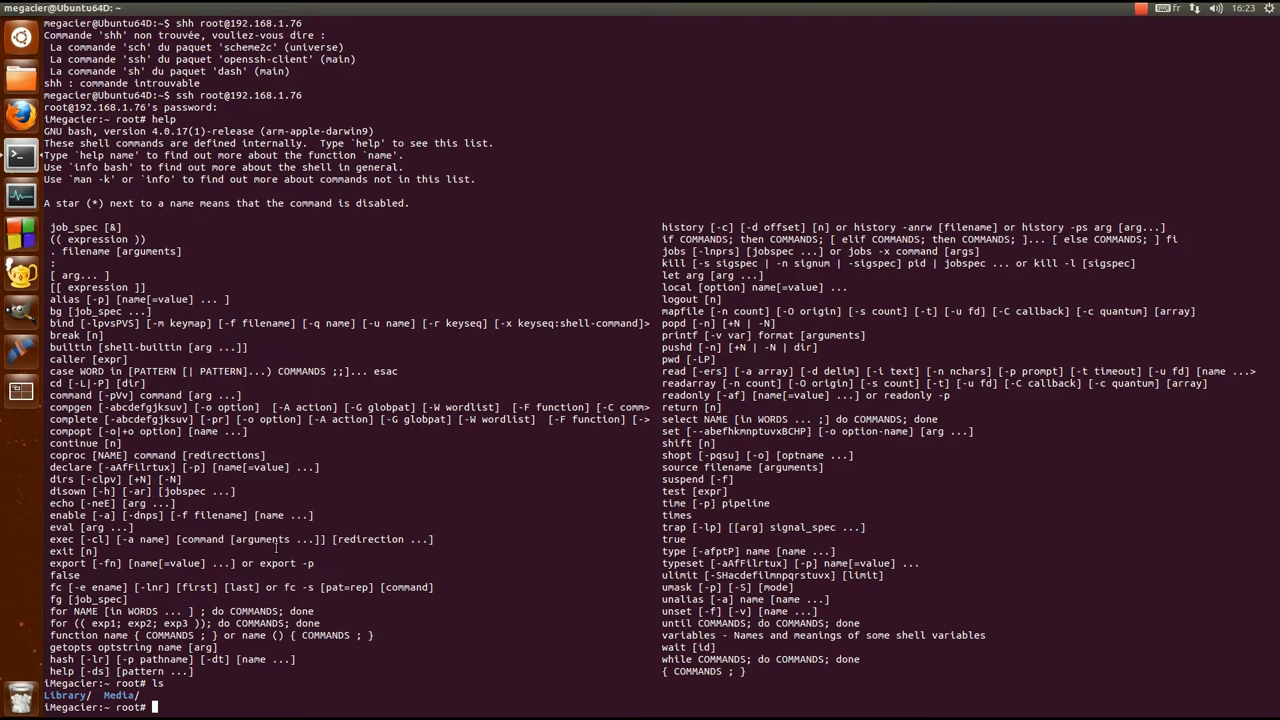 megacier@Ubuntu64D: ~
fr
16:23
megacier@Ubuntu64D:~$ shh root@192.168.1.76
Commande 'shh' non trouvée, vouliez-vous dire :
La commande 'sch' du paquet 'scheme2c' (universe)
La commande 'ssh' du paquet 'openssh-client' (main)
La commande 'sh' du paquet 'dash' (main)
shh : commande introuvable
megacier@Ubuntu64D:~$ ssh root@192.168.1.76
root@192.168.1.76's password:
iMegacier:~ root# help
GNU bash, version 4.0.17(1)-release (arm-apple-darwin9)
These shell commands are defined internally.  Type `help' to see this list.
Type `help name' to find out more about the function `name'.
Use `info bash' to find out more about the shell in general.
Use `man -k' or `info' to find out more about commands not in this list.
A star (*) next to a name means that the command is disabled.
job_spec [&]
(( expression ))
. filename [arguments]
:
[ arg... ]
[[ expression ]]
alias [-p] [name[=value] ... ]
bg [job_spec ...]
bind [-lpvsPVS] [-m keymap] [-f filename] [-q name] [-u name] [-r keyseq] [-x keyseq:shell-command]>
break [n]
builtin [shell-builtin [arg ...]]
caller [expr]
case WORD in [PATTERN [| PATTERN]...) COMMANDS ;;]... esac
cd [-L|-P] [dir]
command [-pVv] command [arg ...]
compgen [-abcdefgjksuv] [-o option]  [-A action] [-G globpat] [-W wordlist]  [-F function] [-C comm>
complete [-abcdefgjksuv] [-pr] [-o option] [-A action] [-G globpat] [-W wordlist]  [-F function] [->
compopt [-o|+o option] [name ...]
continue [n]
coproc [NAME] command [redirections]
declare [-aAfFilrtux] [-p] [name[=value] ...]
dirs [-clpv] [+N] [-N]
disown [-h] [-ar] [jobspec ...]
echo [-neE] [arg ...]
enable [-a] [-dnps] [-f filename] [name ...]
eval [arg ...]
exec [-cl] [-a name] [command [arguments ...]] [redirection ...]
exit [n]
export [-fn] [name[=value] ...] or export -p
false
fc [-e ename] [-lnr] [first] [last] or fc -s [pat=rep] [command]
fg [job_spec]
for NAME [in WORDS ... ] ; do COMMANDS; done
for (( exp1; exp2; exp3 )); do COMMANDS; done
function name { COMMANDS ; } or name () { COMMANDS ; }
getopts optstring name [arg]
hash [-lr] [-p pathname] [-dt] [name ...]
help [-ds] [pattern ...]
history [-c] [-d offset] [n] or history -anrw [filename] or history -ps arg [arg...]
if COMMANDS; then COMMANDS; [ elif COMMANDS; then COMMANDS; ]... [ else COMMANDS; ] fi
jobs [-lnprs] [jobspec ...] or jobs -x command [args]
kill [-s sigspec | -n signum | -sigspec] pid | jobspec ... or kill -l [sigspec]
let arg [arg ...]
local [option] name[=value] ...
logout [n]
mapfile [-n count] [-O origin] [-s count] [-t] [-u fd] [-C callback] [-c quantum] [array]
popd [-n] [+N | -N]
printf [-v var] format [arguments]
pushd [-n] [+N | -N | dir]
pwd [-LP]
read [-ers] [-a array] [-d delim] [-i text] [-n nchars] [-p prompt] [-t timeout] [-u fd] [name ...>
readarray [-n count] [-O origin] [-s count] [-t] [-u fd] [-C callback] [-c quantum] [array]
readonly [-af] [name[=value] ...] or readonly -p
return [n]
select NAME [in WORDS ... ;] do COMMANDS; done
set [--abefhkmnptuvxBCHP] [-o option-name] [arg ...]
shift [n]
shopt [-pqsu] [-o] [optname ...]
source filename [arguments]
suspend [-f]
test [expr]
time [-p] pipeline
times
trap [-lp] [[arg] signal_spec ...]
true
type [-afptP] name [name ...]
typeset [-aAfFilrtux] [-p] name[=value] ...
ulimit [-SHacdefilmnpqrstuvx] [limit]
umask [-p] [-S] [mode]
unalias [-a] name [name ...]
unset [-f] [-v] [name ...]
until COMMANDS; do COMMANDS; done
variables - Names and meanings of some shell variables
wait [id]
while COMMANDS; do COMMANDS; done
{ COMMANDS ; }
iMegacier:~ root# ls
Library/  Media/
iMegacier:~ root#